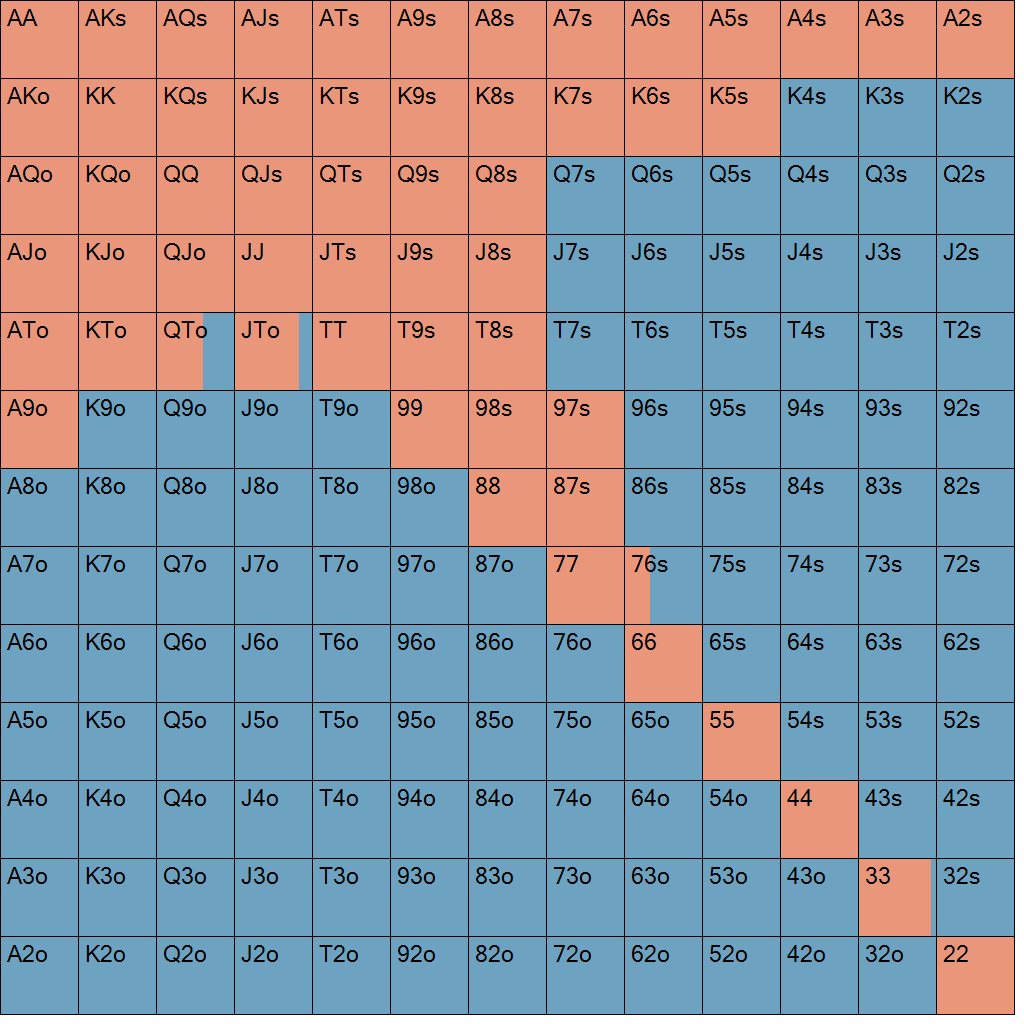 AA AKs AQs AJs ATs A9s A8s A7s A6s A5s A4s A3s A2s
AKo KK KQs KJs KTs K9s K8s K7s K6s K5s K4s K3s K2s
AQo KQo QQ QJs QTs Q9s Q8s Q7s Q6s Q5s Q4s Q3s Q2s
AJo KJo QJo JJ JTs J9s J8s J7s J6s J5s J4s J3s J2s
ATo KTo QTo JTo TT T9s T8s T7s T6s T5s T4s T3s T2s
A9o K9o Q9o J9o T9o 99 98s 97s 96s 95s 94s 93s 92s
A8o K8o Q8o J8o T8o 98o 88 87s 86s 85s 84s 83s 82s
A7o K7o Q7o J7o T7o 97o 87o 77 76s 75s 74s 73s 72s
A6o K6o Q6o J6o T6o 96o 86o 76o 66 65s 64s 63s 62s
A5o K5o Q5o J5o T5o 95o 85o 75o 65o 55 54s 53s 52s
A4o K4o Q4o J4o T4o 94o 84o 74o 64o 54o 44 43s 42s
A3o K3o Q3o J3o T3o 93o 83o 73o 63o 53o 43o 33 32s
A2o K2o Q2o J2o T2o 92o 82o 72o 62o 52o 42o 32o 22